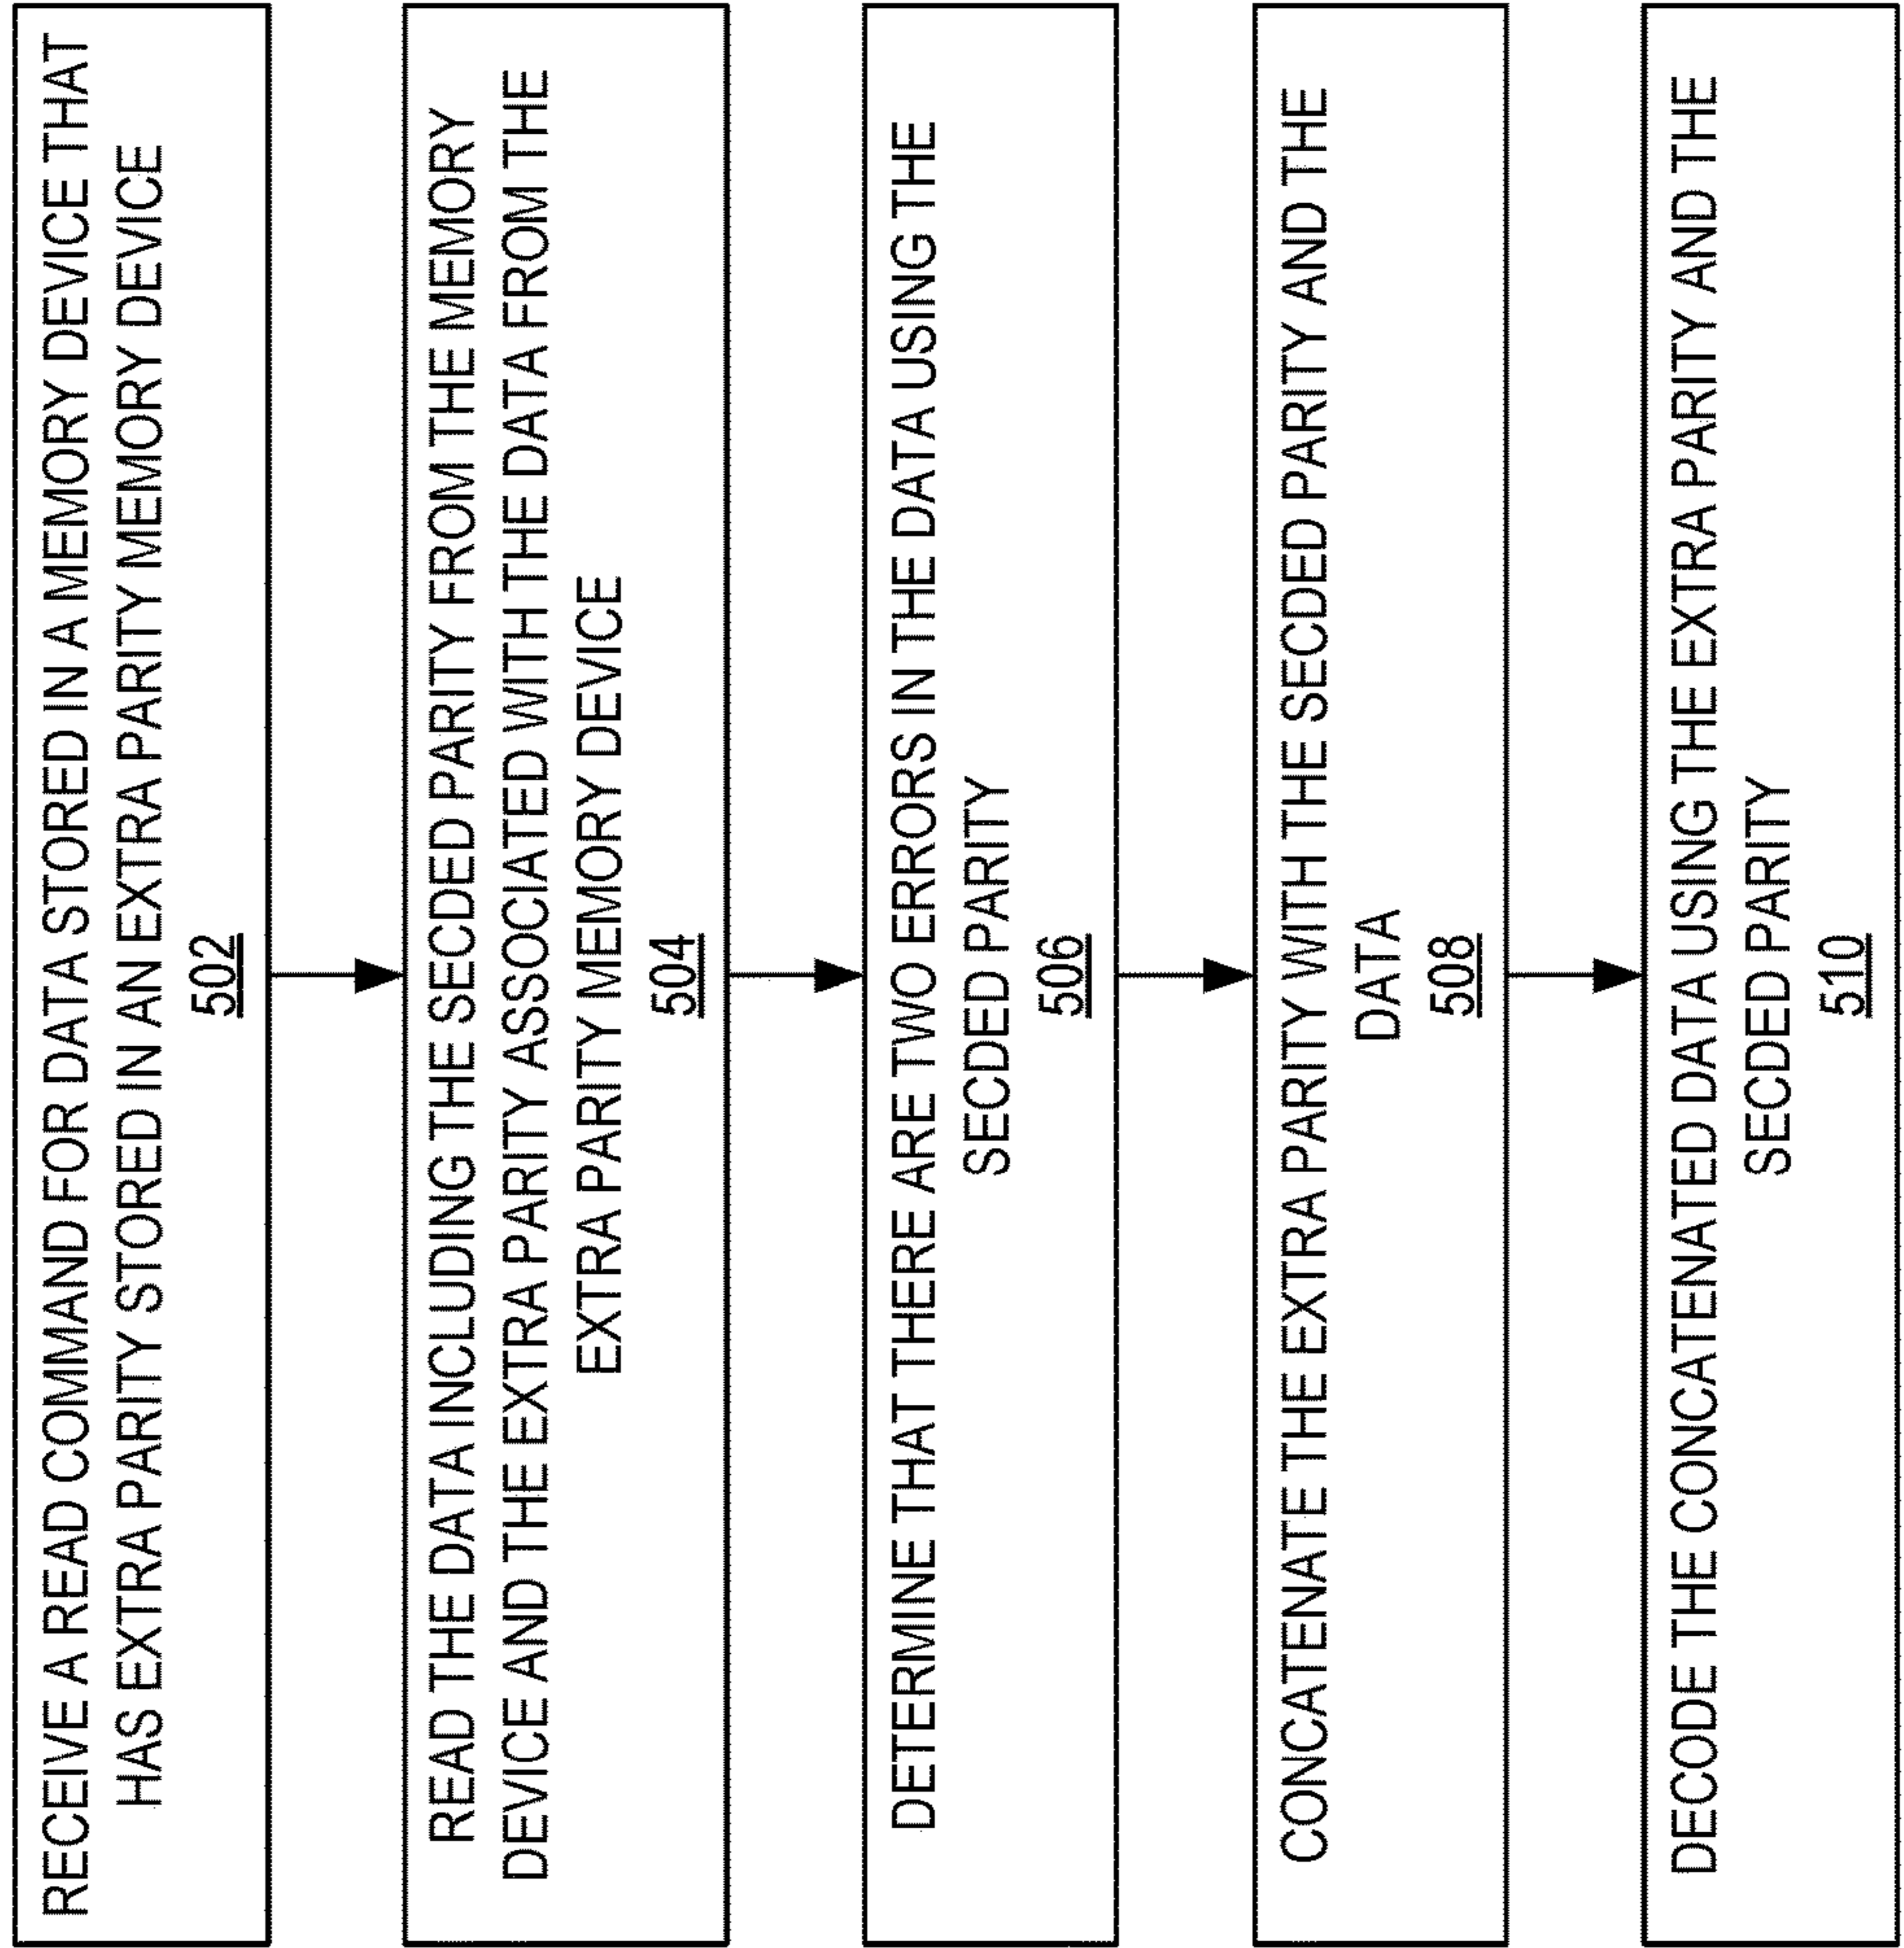 RECEIVE A READ COMMAND FOR DATA STORED IN A MEMORY DEVICE THAT
HAS EXTRA PARITY STORED IN AN EXTRA PARITY MEMORY DEVICE
502
READ THE DATA INCLUDING THE SECDED PARITY FROM THE MEMORY
DEVICE AND THE EXTRA PARITY ASSOCIATED WITH THE DATA FROM THE
EXTRA PARITY MEMORY DEVICE
504
DETERMINE THAT THERE ARE TWO ERRORS IN THE DATA USING THE
SECDED PARITY
506
CONCATENATE THE EXTRA PARITY WITH THE SECDED PARITY AND THE
DATA
508
DECODE THE CONCATENATED DATA USING THE EXTRA PARITY AND THE
SECDED PARITY
510